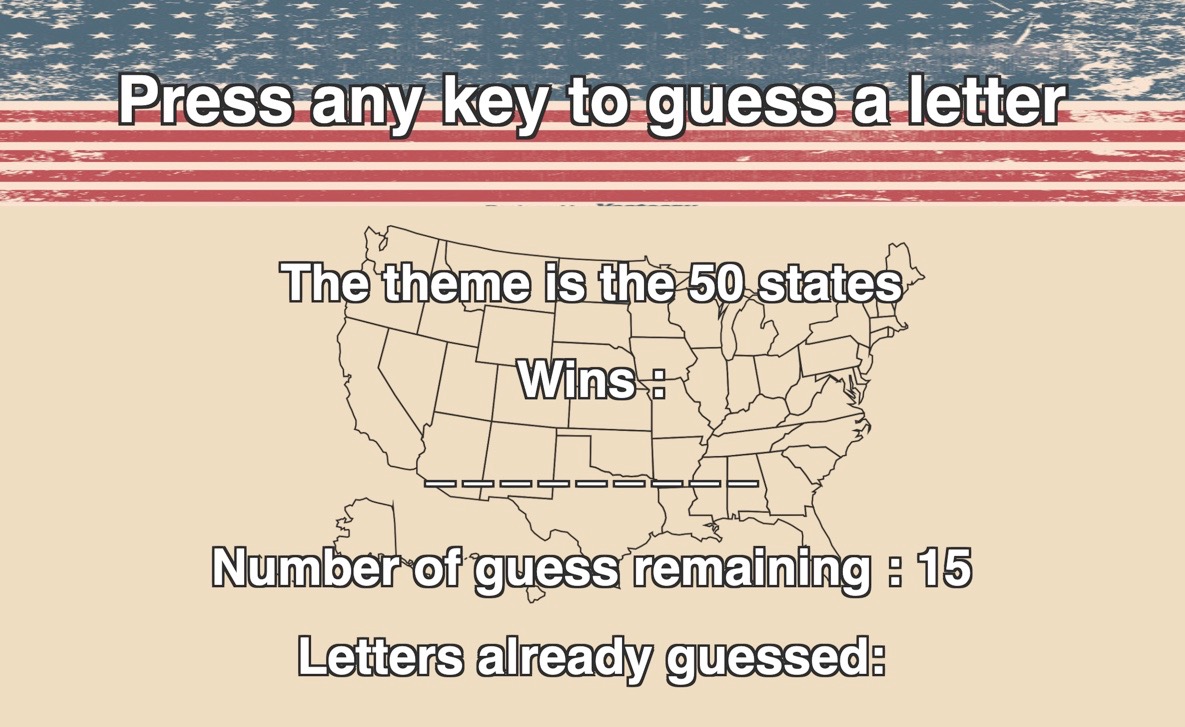 Press any key to guess a letter
The theme is the 50 states
Wins :
_ _ _ _ _ _ _ _ _
Number of guess remaining : 15
Letters already guessed: